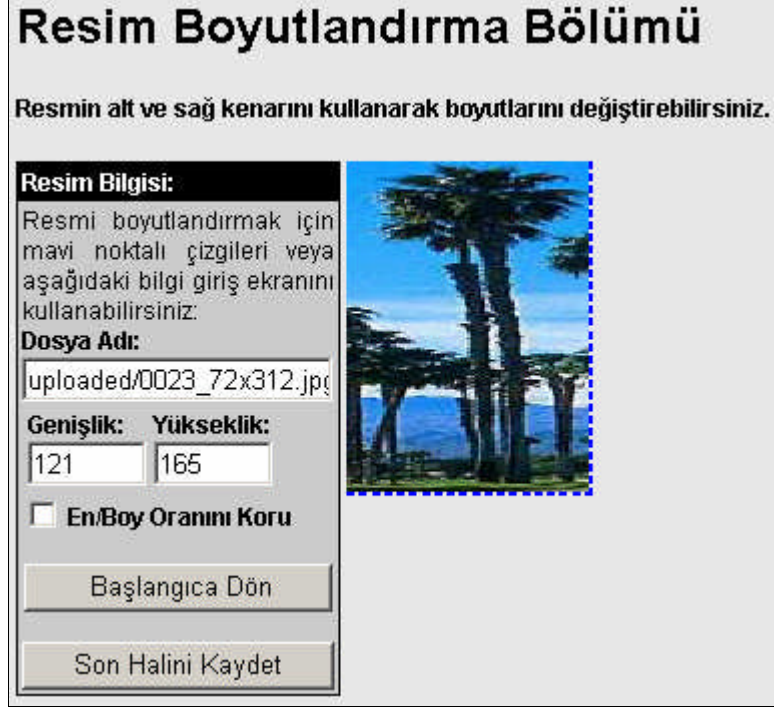 Resim Boyutlandırma Bölümü
Resmin alt ve sağ kenarını kullanarak boyutlarını değiştirebilirsiniz.
Resim Bilgisi:
Resmi boyutlandırmak için
mavi noktalı çizgileri veya
aşağıdaki bilgi giriş ekranını
kullanabilirsiniz:
Dosya Adı:
uploaded/0023_72x312.jpg
Genişlik: Yükseklik:
121 165
En/Boy Oranını Koru
Başlangıca Dön
Son Halini Kaydet